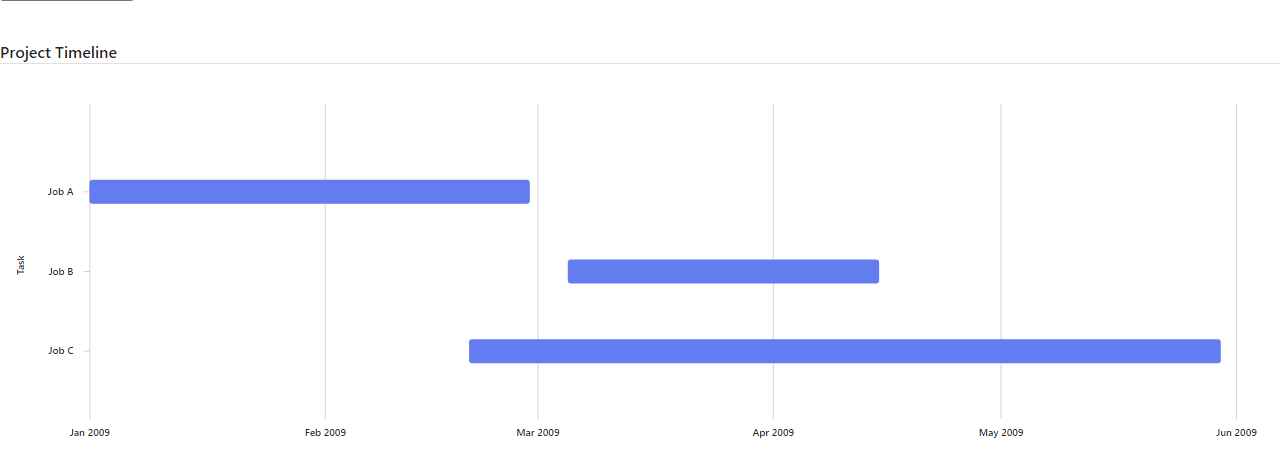 Project Timeline
Job A
Task
Job B
Job C
Jan 2009
Feb 2009
Mar 2009
Apr 2009
May 2009
Jun 2009